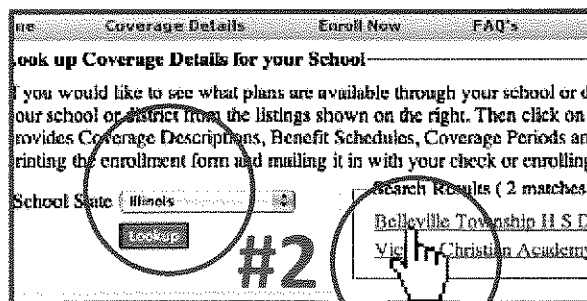 me Coverage Details Enroll Now FAQ's
ook up Coverage Details for your School
you would like to see what plans are available through your school or d
our school or district from the listings shown on the right. Then click on
rovides Coverage Descriptions, Benefit Schedules, Coverage Periods an
rinting the enrollment form and mailing it in with your check or enrolling
School State Illinois
Lookup
#2
Search Results ( 2 matches
Belleville Township H S D
Christian Academy